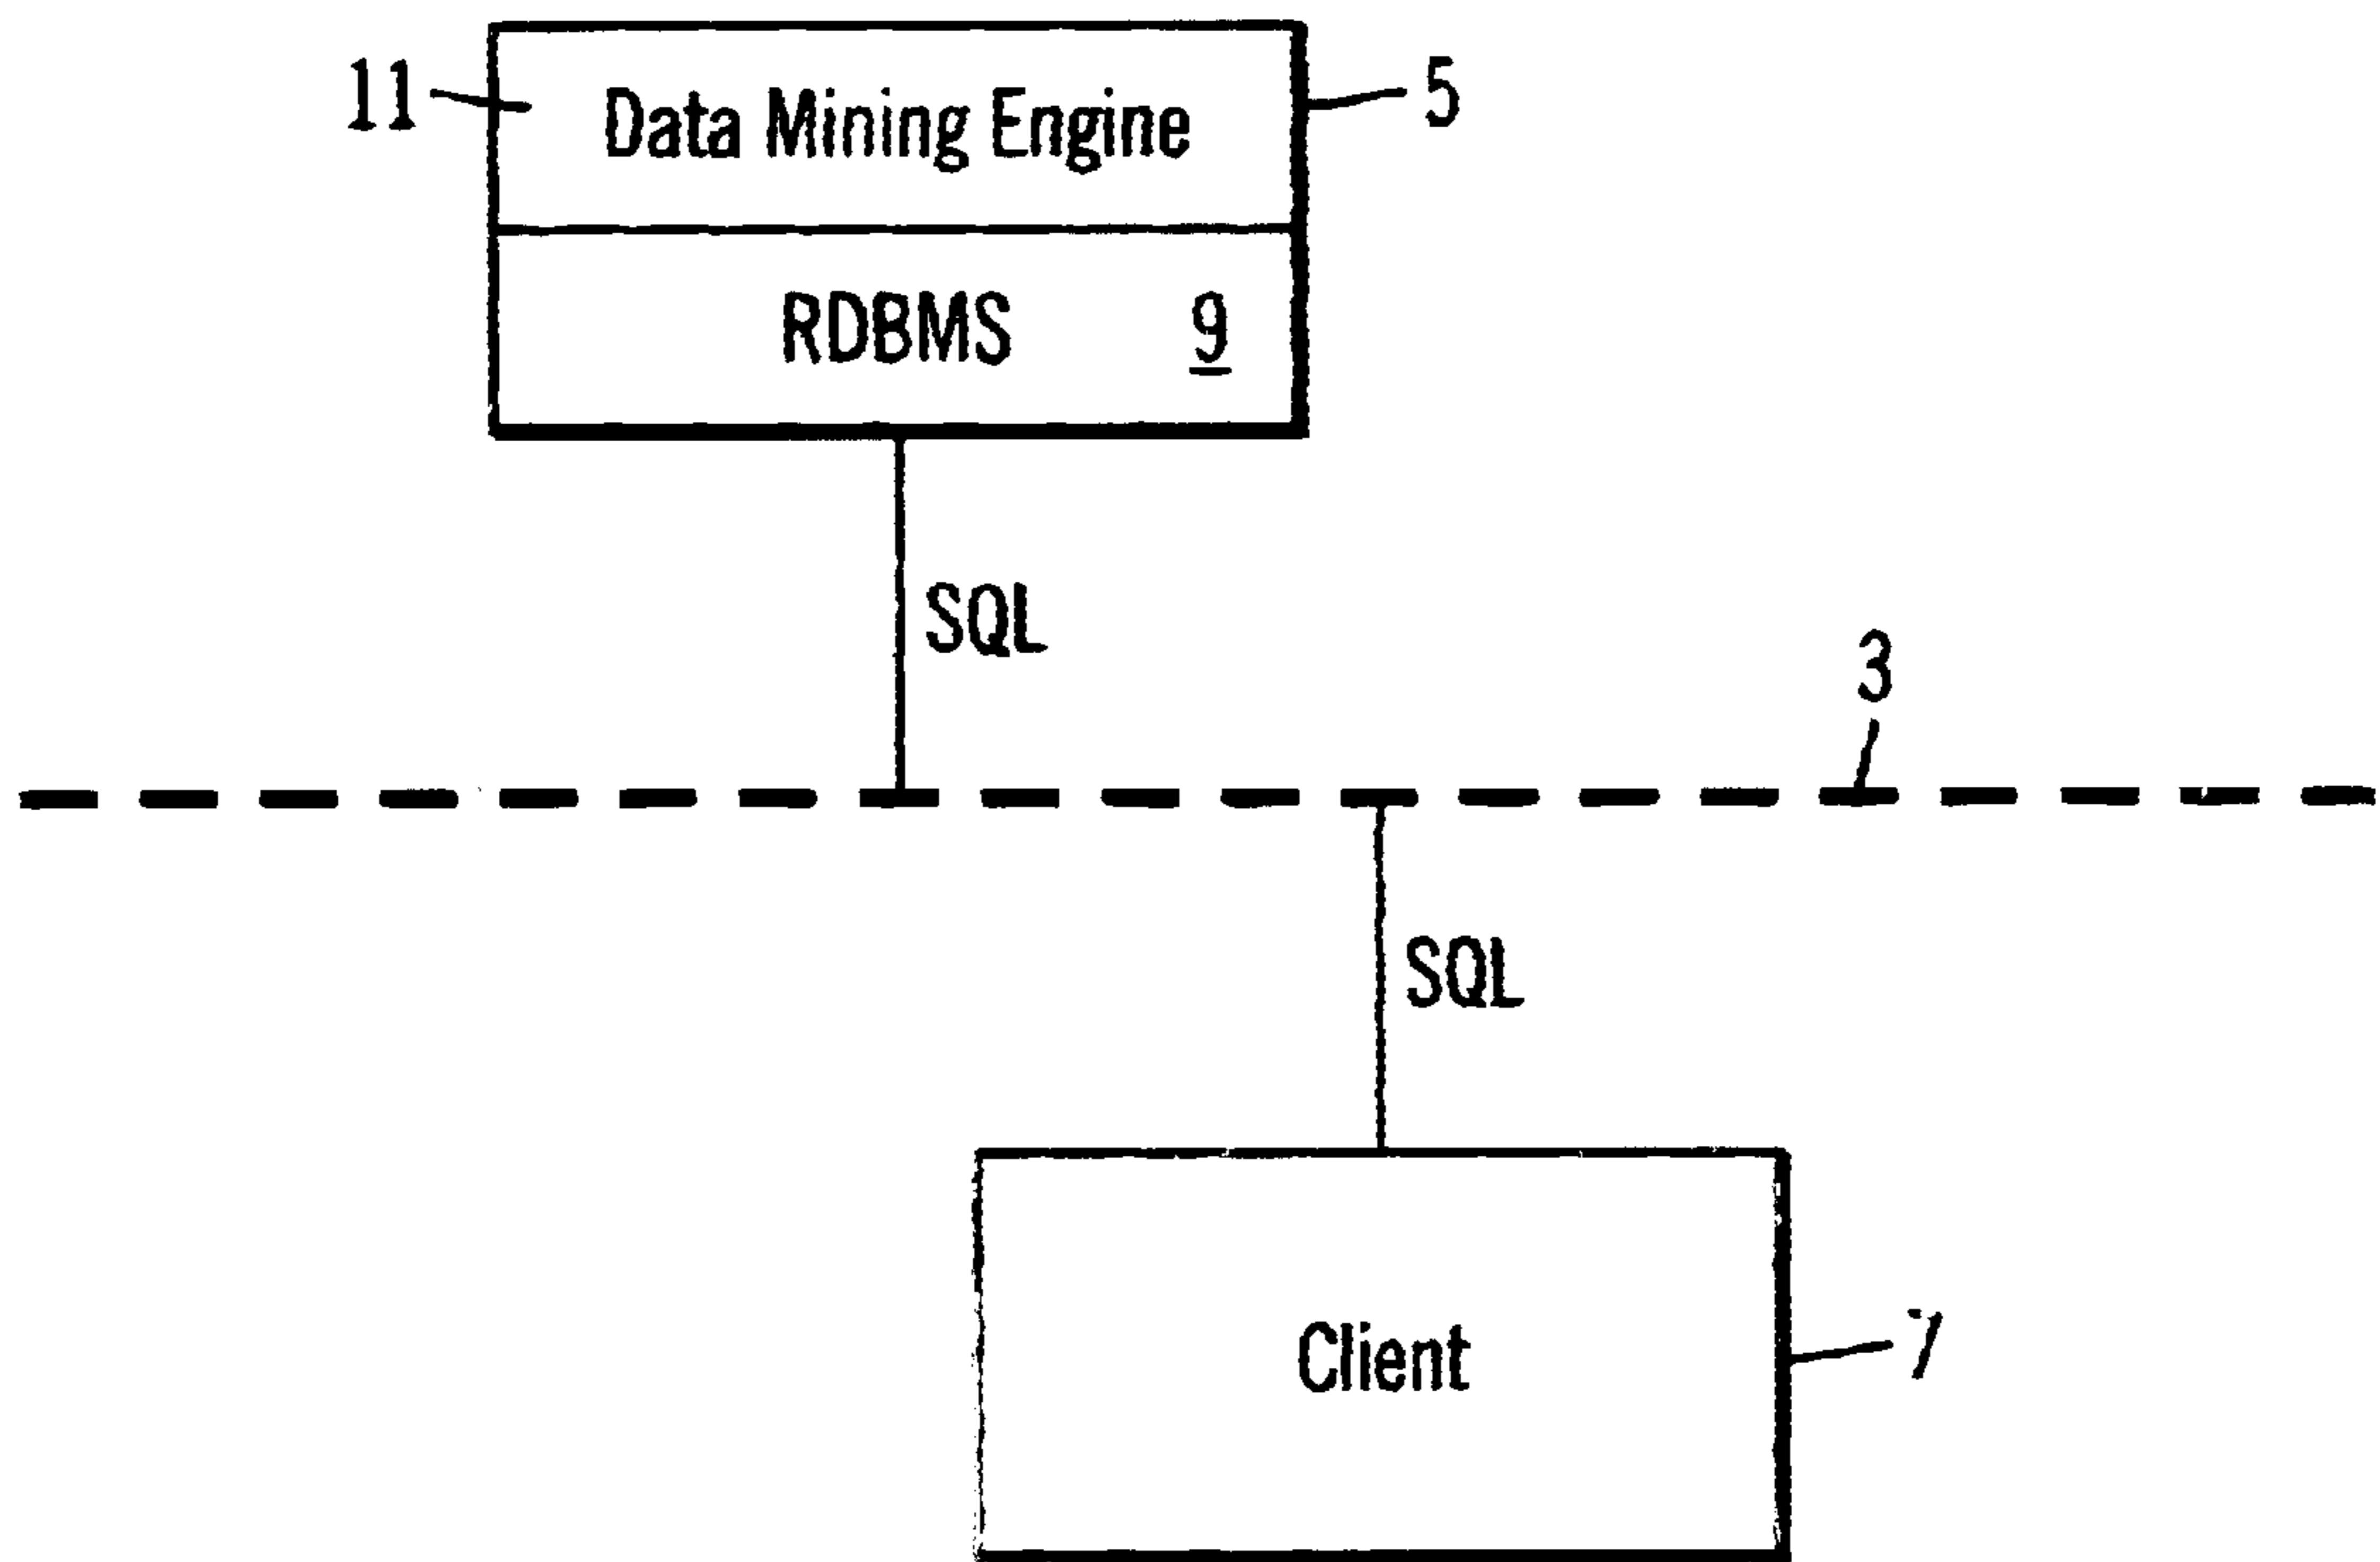 11 Data Mining Engine 5
RDBMS 9
SQL
3
SQL
Client 7